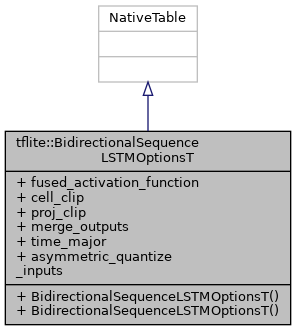 NativeTable
tflite::BidirectionalSequence
LSTMOptionsT
+ fused_activation_function
+ cell_clip
+ proj_clip
+ merge_outputs
+ time_major
+ asymmetric_quantize
_inputs
+ BidirectionalSequenceLSTMOptionsT()
+ BidirectionalSequenceLSTMOptionsT()